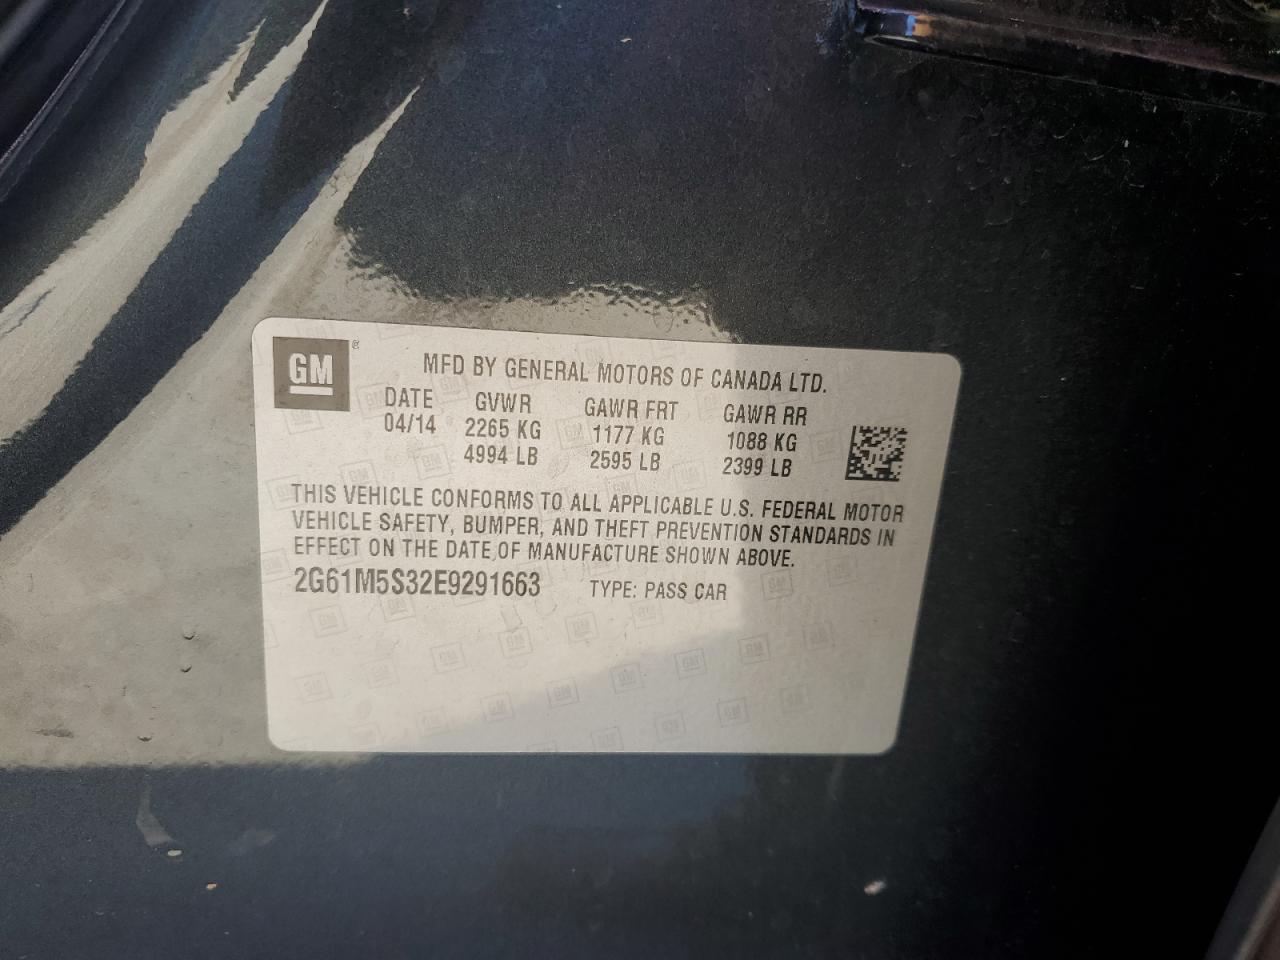 GM ®
MFD BY GENERAL MOTORS OF CANADA LTD.
DATE GVWR GAWR FRT GAWR RR
04/14 2265 KG 1177 KG 1088 KG
4994 LB 2595 LB 2399 LB
THIS VEHICLE CONFORMS TO ALL APPLICABLE U.S. FEDERAL MOTOR
VEHICLE SAFETY, BUMPER, AND THEFT PREVENTION STANDARDS IN
EFFECT ON THE DATE OF MANUFACTURE SHOWN ABOVE.
2G61M5S32E9291663 TYPE: PASS CAR